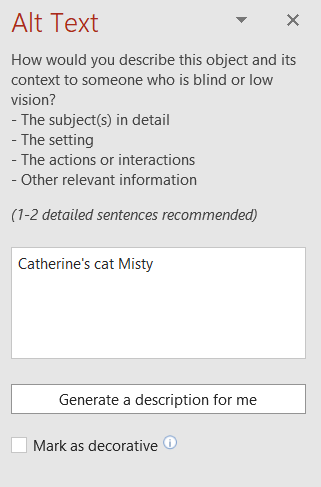 Alt Text
How would you describe this object and its
context to someone who is blind or low
vision?
- The subject(s) in detail
- The setting
- The actions or interactions
- Other relevant information
(1-2 detailed sentences recommended)
Catherine's cat Misty
Generate a description for me
Mark as decorative